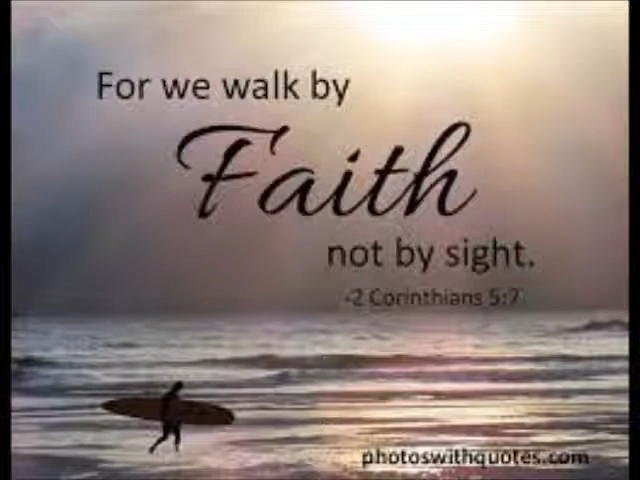 For we walk by
Faith
not by sight.
-2 Corinthians 5:7
photoswithquotes.com